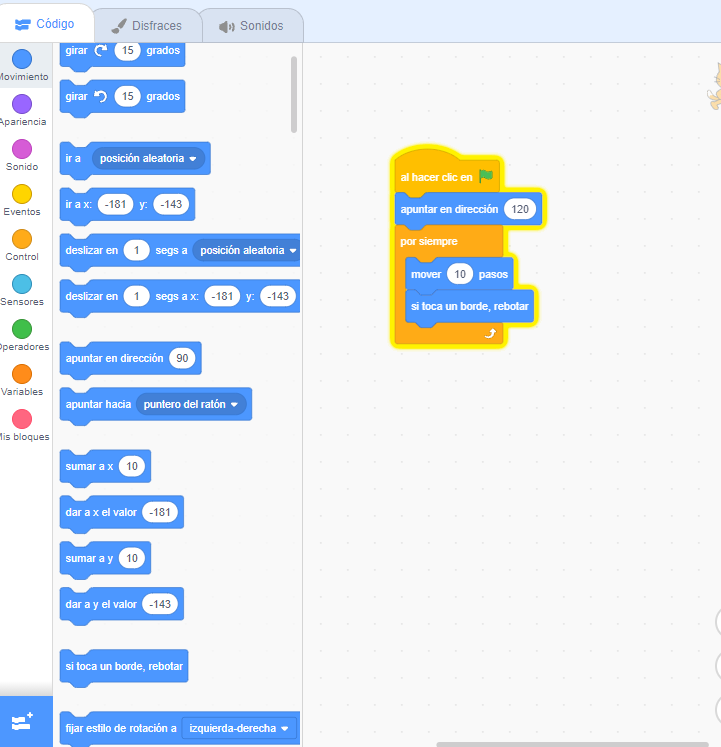 Código
Disfraces
Sonidos
Movimiento
Apariencia
Sonido
Eventos
Control
Sensores
Operadores
Variables
Mis bloques
girar 15 grados
girar 15 grados
ir a posición aleatoria
ir a x: -181 y: -143
deslizar en 1 segs a posición aleatoria
deslizar en 1 segs a x: -181 y: -143
apuntar en dirección 90
apuntar hacia puntero del ratón
sumar a x 10
dar a x el valor -181
sumar a y 10
dar a y el valor -143
si toca un borde, rebotar
fijar estilo de rotación a izquierda-derecha
al hacer clic en
apuntar en dirección 120
por siempre
mover 10 pasos
si toca un borde, rebotar